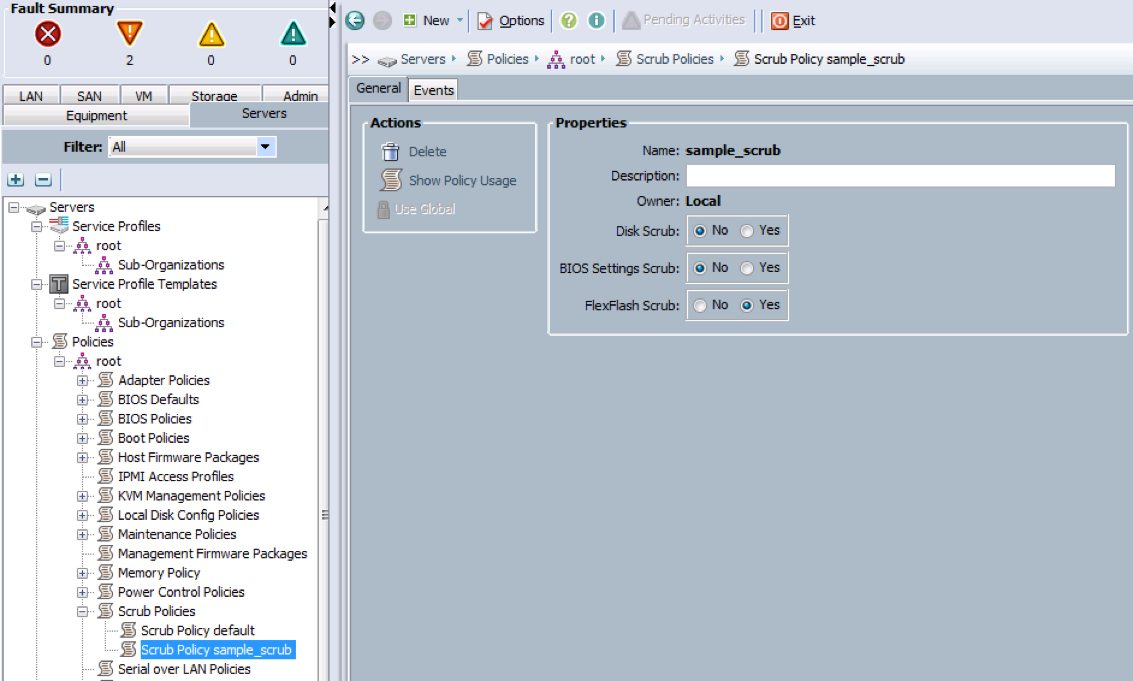 Fault Summary
0 2 0 0
LAN SAN VM Storage Admin
Equipment Servers
Filter: All
Servers
Service Profiles
root
Sub-Organizations
Service Profile Templates
root
Sub-Organizations
Policies
root
Adapter Policies
BIOS Defaults
BIOS Policies
Boot Policies
Host Firmware Packages
IPMI Access Profiles
KVM Management Policies
Local Disk Config Policies
Maintenance Policies
Management Firmware Packages
Memory Policy
Power Control Policies
Scrub Policies
Scrub Policy default
Scrub Policy sample_scrub
Serial over LAN Policies
New Options Pending Activities Exit
>> Servers Policies root Scrub Policies Scrub Policy sample_scrub
General Events
Actions
Delete
Show Policy Usage
Use Global
Properties
Name: sample_scrub
Description:
Owner: Local
Disk Scrub: No Yes
BIOS Settings Scrub: No Yes
FlexFlash Scrub: No Yes